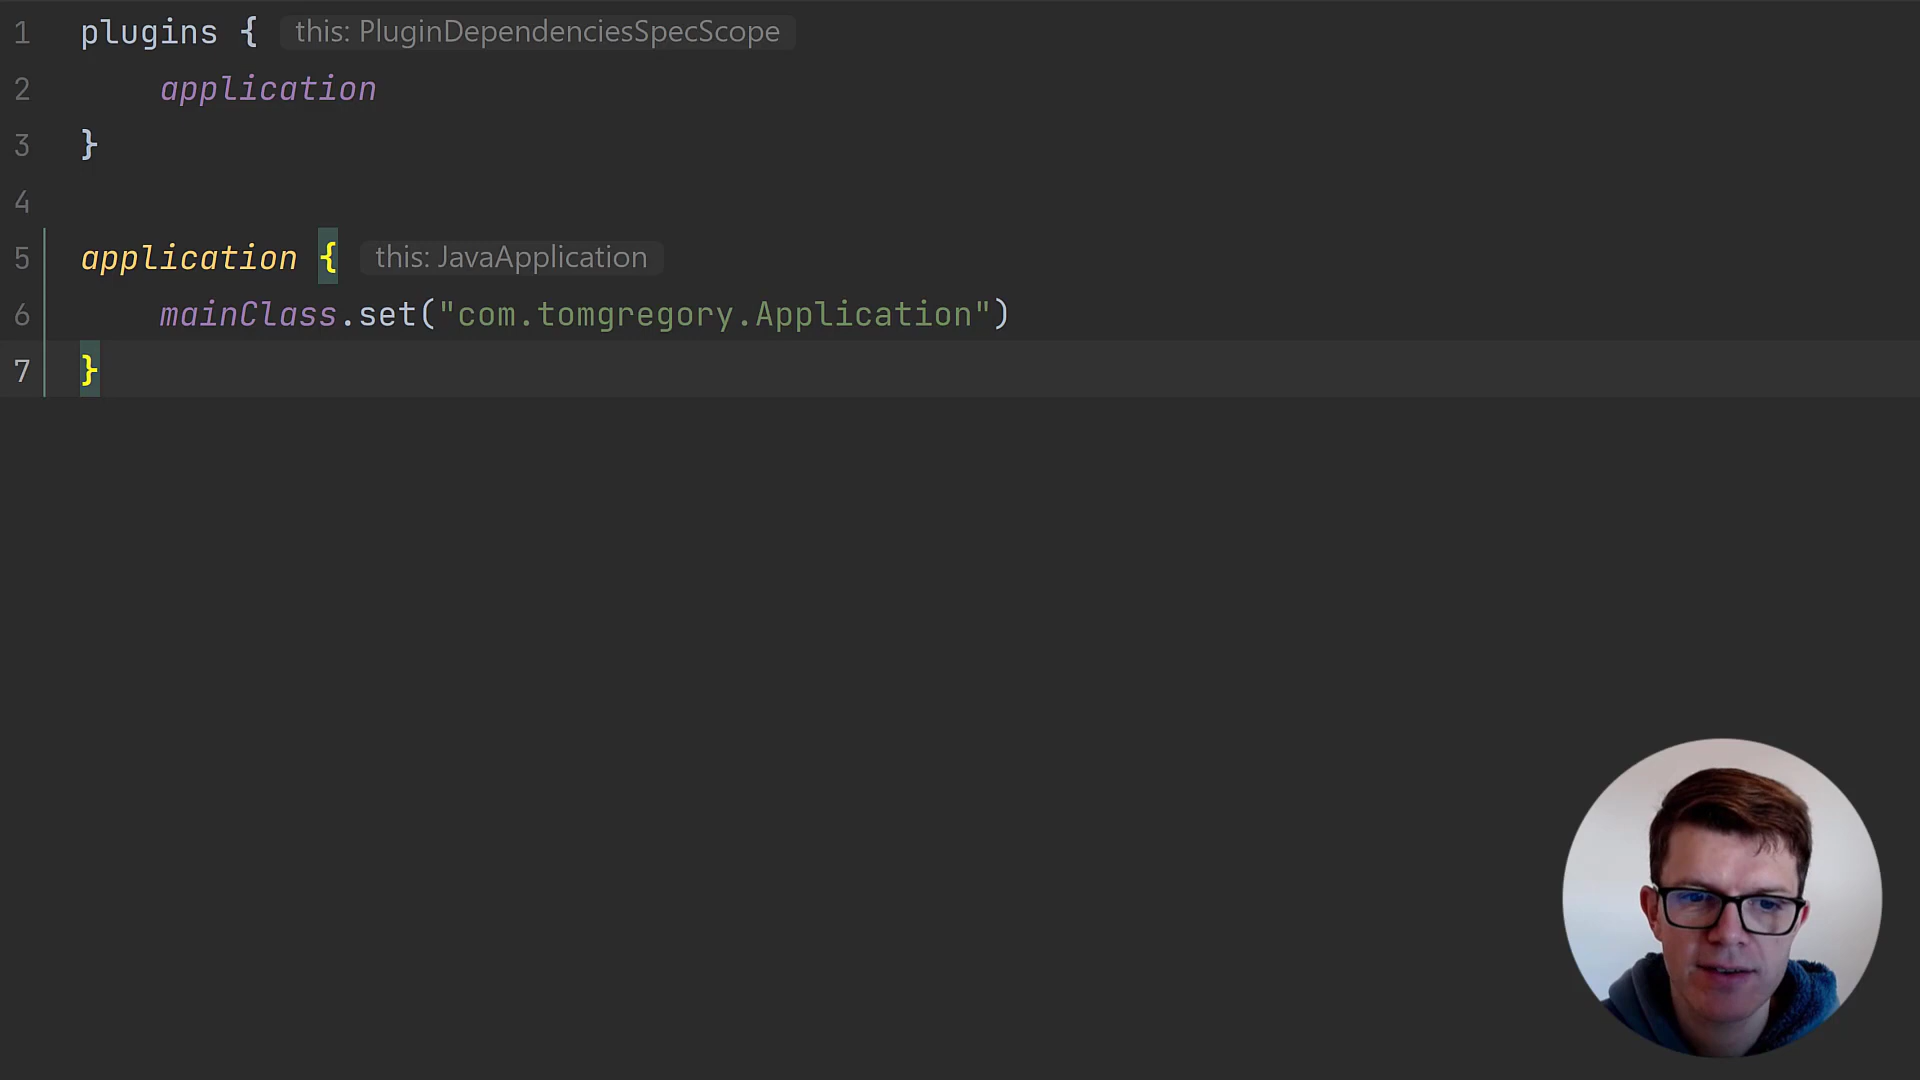 1 plugins { this: PluginDependenciesSpecScope
2 application
3 }
4
5 application { this: JavaApplication
6 mainClass.set("com.tomgregory.Application")
7 }